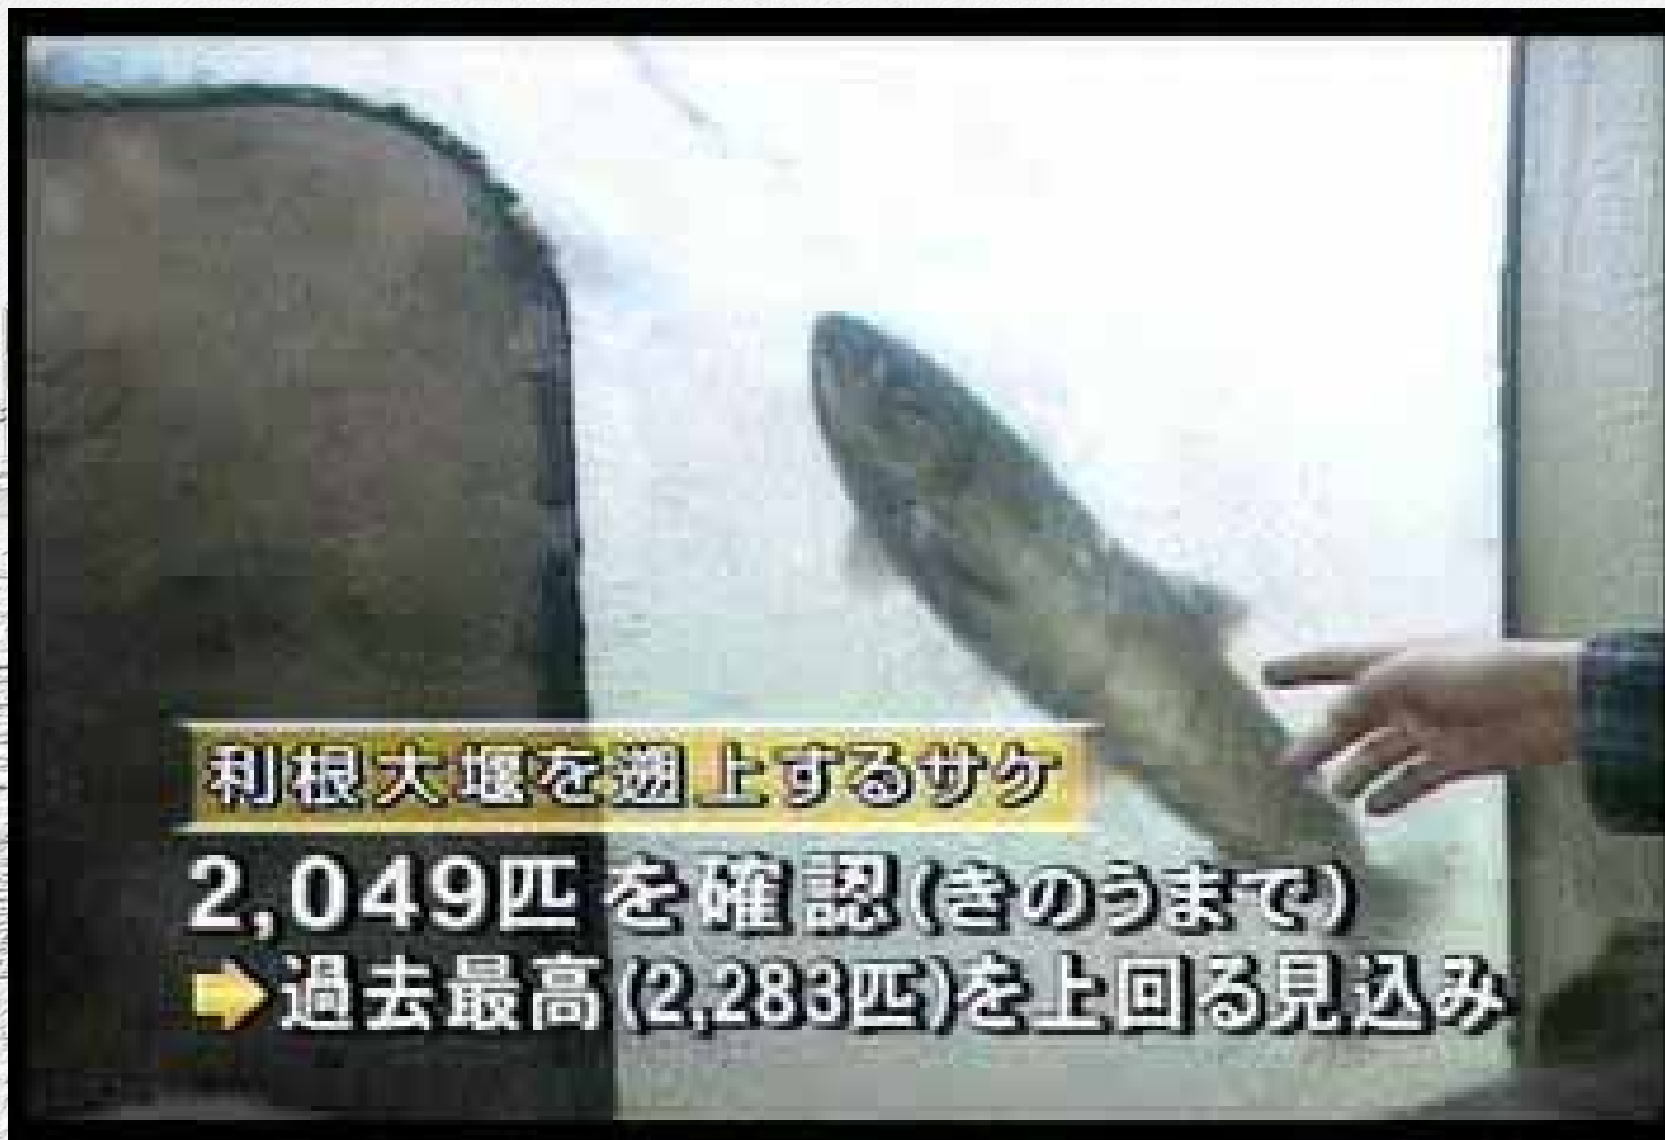 利根大堰を遡上するサケ
2,049匹を確認(きのうまで)
➡過去最高(2,283匹)を上回る見込み